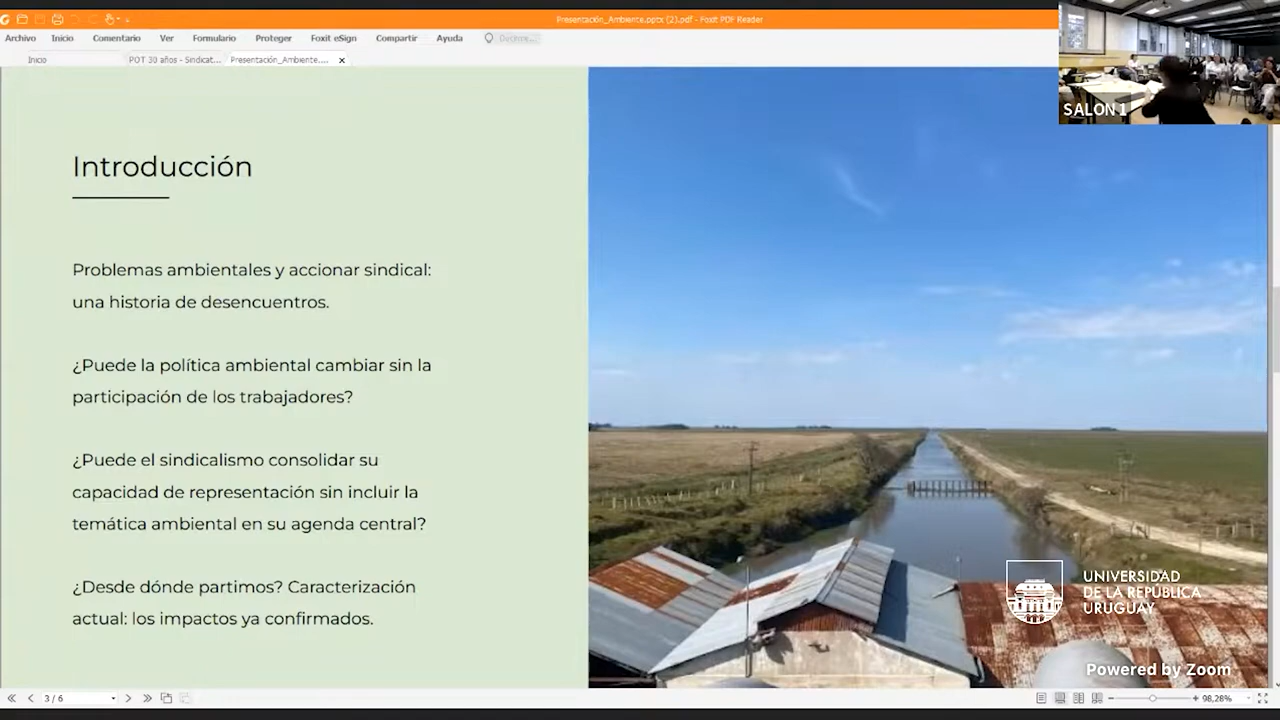 Presentación_Ambiente.pptx (2).pdf - Foxit PDF Reader
Archivo Inicio Comentario Ver Formulario Proteger Foxit eSign Compartir Ayuda
Inicio POT 30 años - Sindicat... Presentación_Ambiente....
SALON 1
Introducción
Problemas ambientales y accionar sindical:
una historia de desencuentros.
¿Puede la política ambiental cambiar sin la
participación de los trabajadores?
¿Puede el sindicalismo consolidar su
capacidad de representación sin incluir la
temática ambiental en su agenda central?
¿Desde dónde partimos? Caracterización
actual: los impactos ya confirmados.
UNIVERSIDAD
DE LA REPÚBLICA
URUGUAY
Powered by Zoom
3 / 6
98,28%